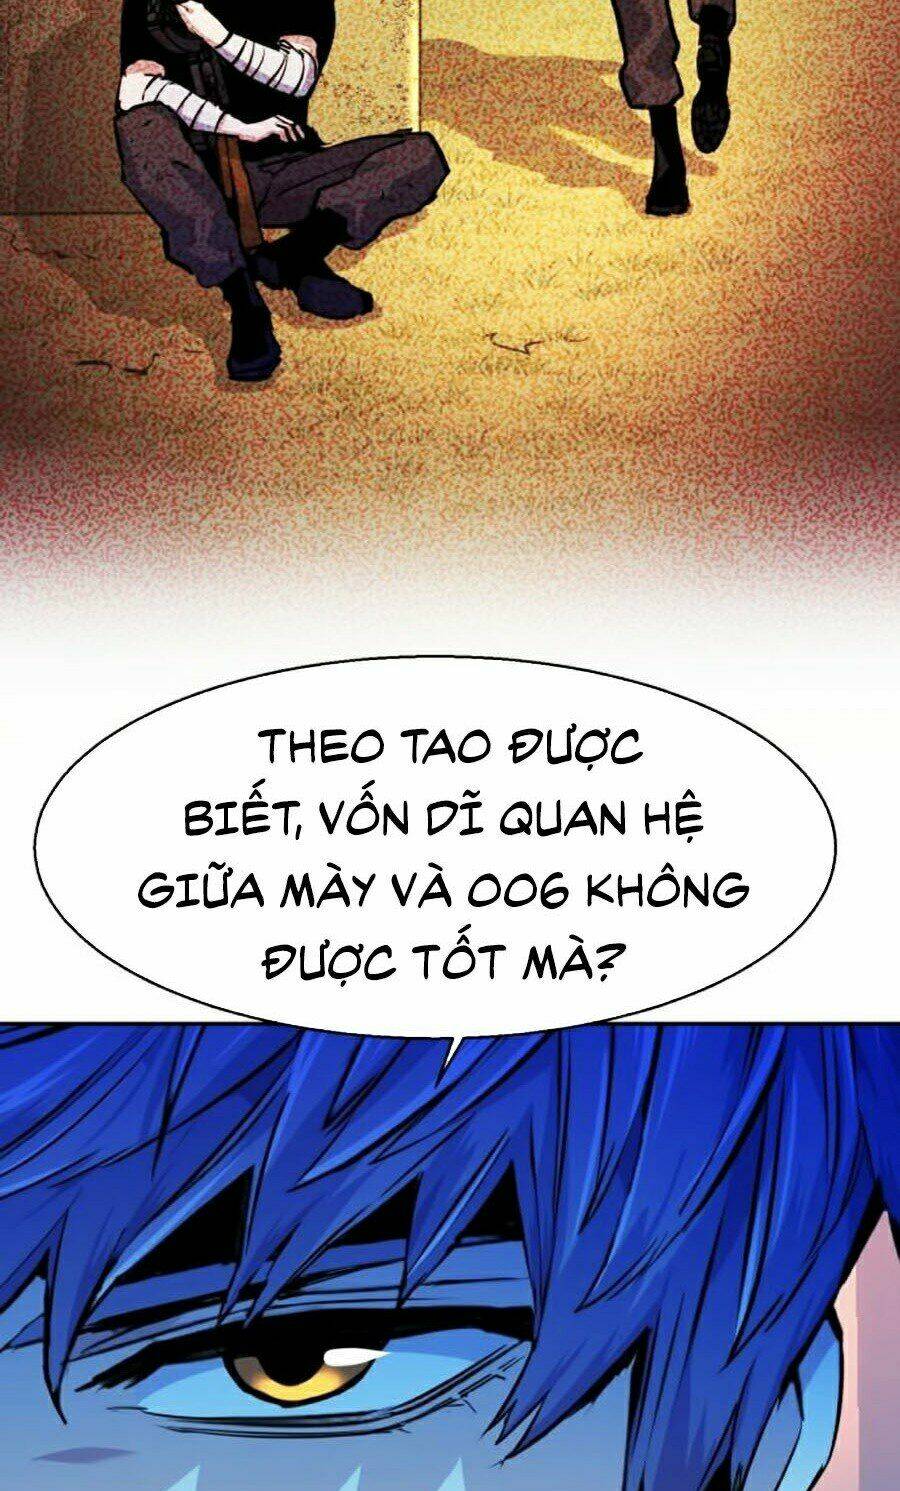 THEO TAO ĐƯỢC
BIẾT, VỐN DĨ QUAN HỆ
GIỮA MÀY VÀ 006 KHÔNG
ĐƯỢC TỐT MÀ?